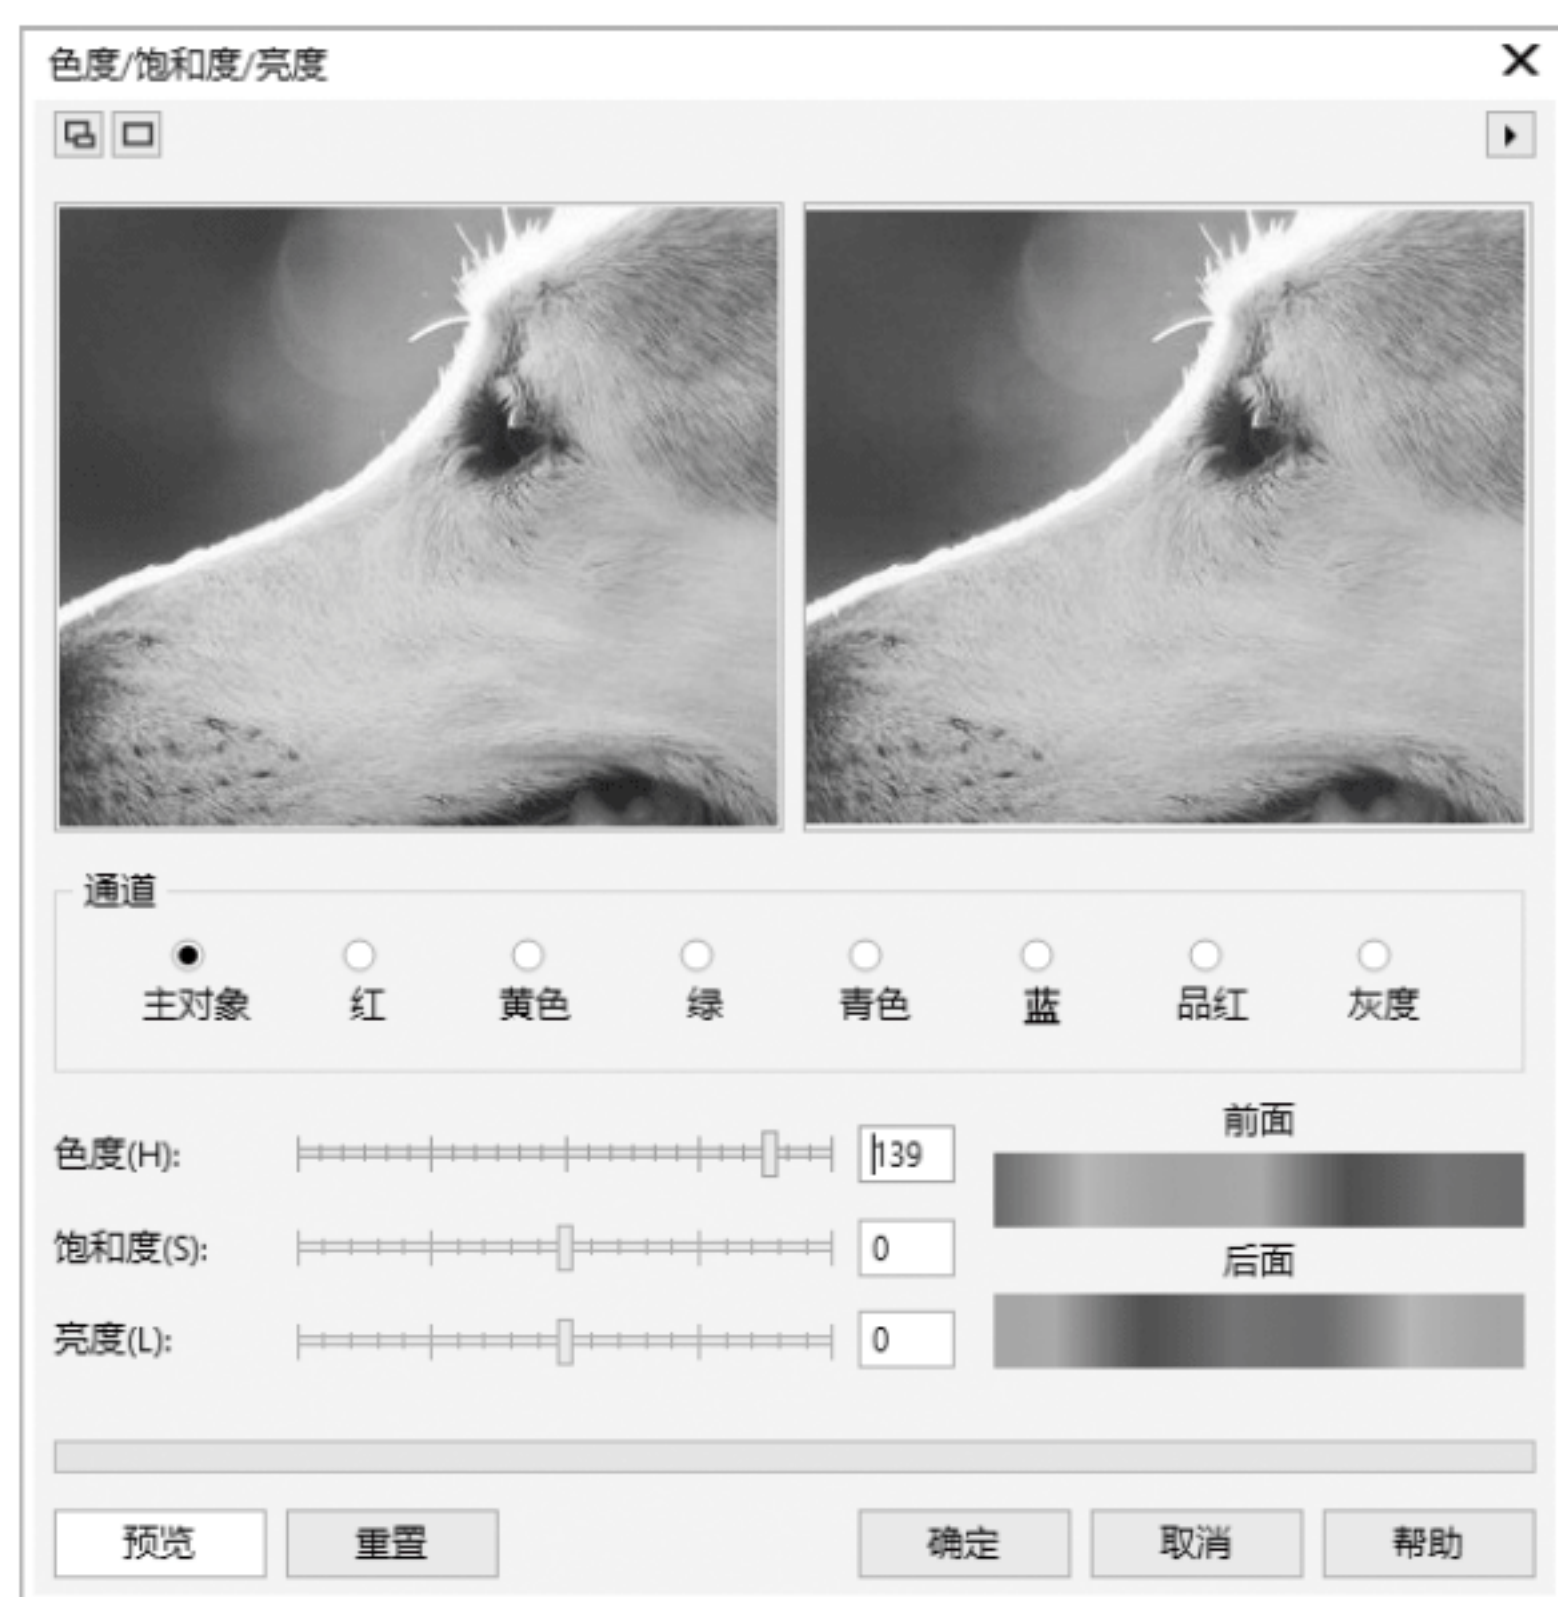 色度/饱和度/亮度
通道
主对象 红 黄色 绿 青色 蓝 品红 灰度
前面
色度(H): 139
后面
饱和度(S): 0
亮度(L): 0
预览 重置 确定 取消 帮助